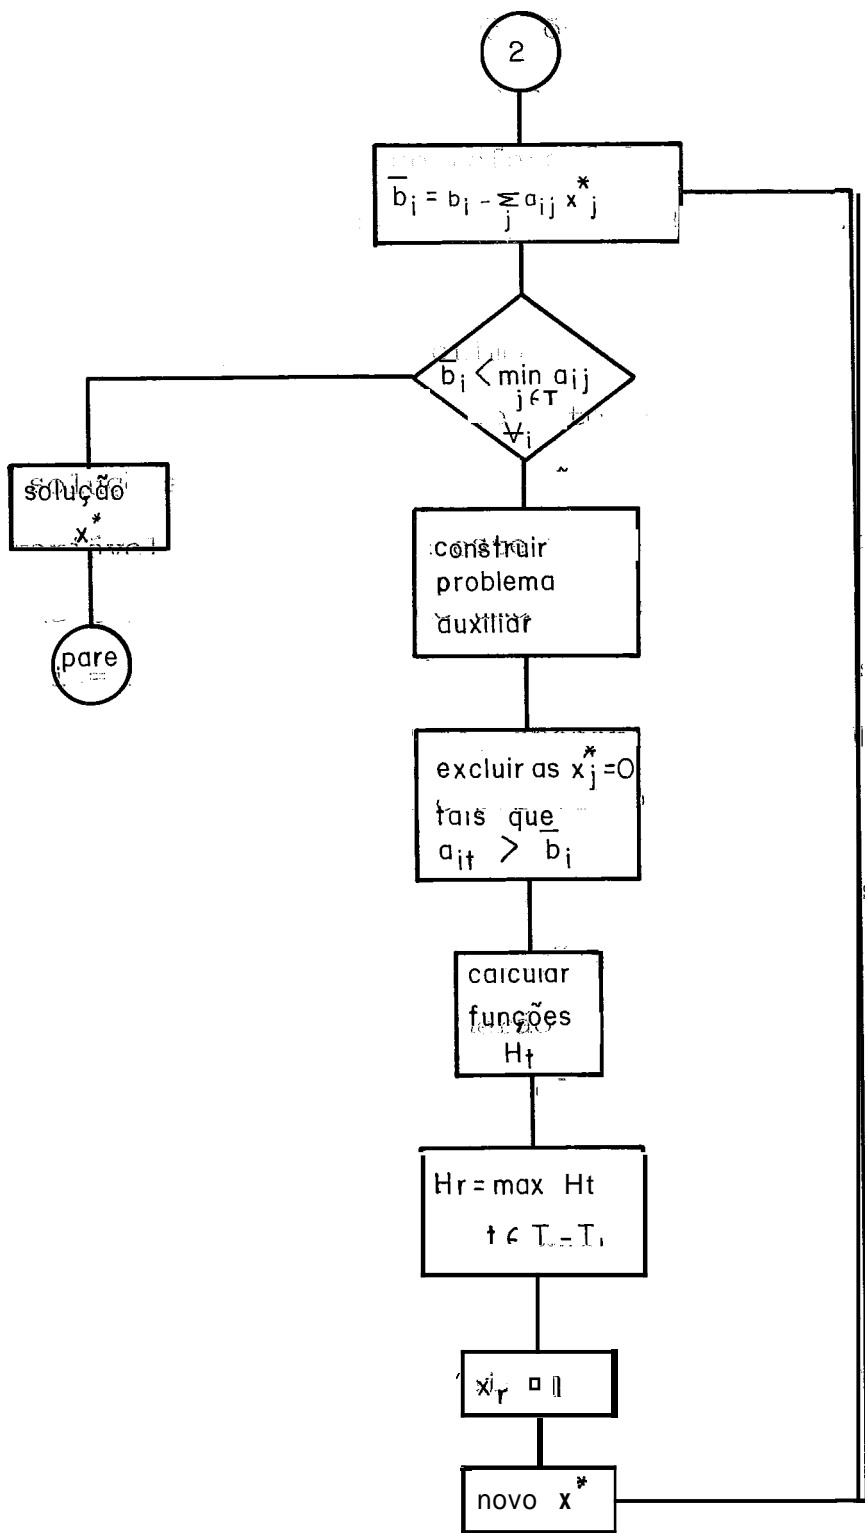 2
b̄i = bi - Σ aij x*j
j
b̄i < min aij
j ∈ T
∀i
solução
x*
pare
construir
problema
auxiliar
excluir as x*j = 0
tais que
ait > b̄i
calcular
funções
Ht
Hr = max Ht
t ∈ T - T1
novo x*